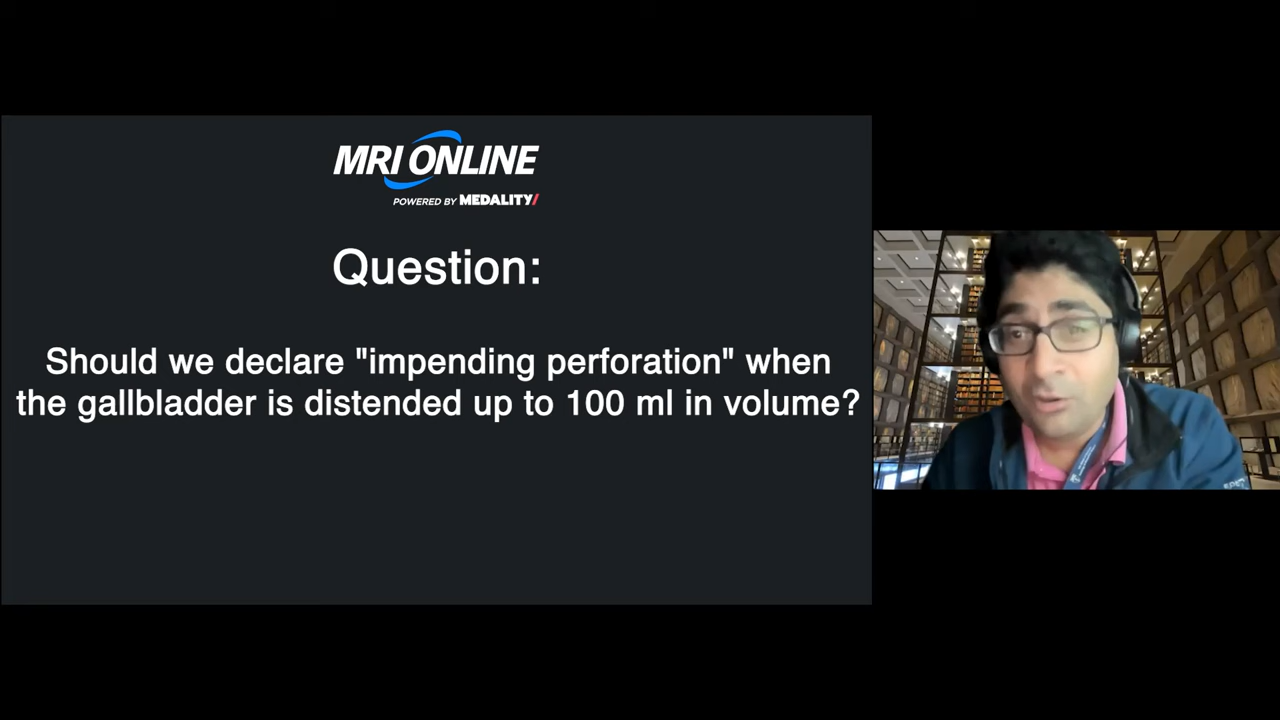 MRI ONLINE
POWERED BY MEDALITY/
Question:
Should we declare "impending perforation" when
the gallbladder is distended up to 100 ml in volume?